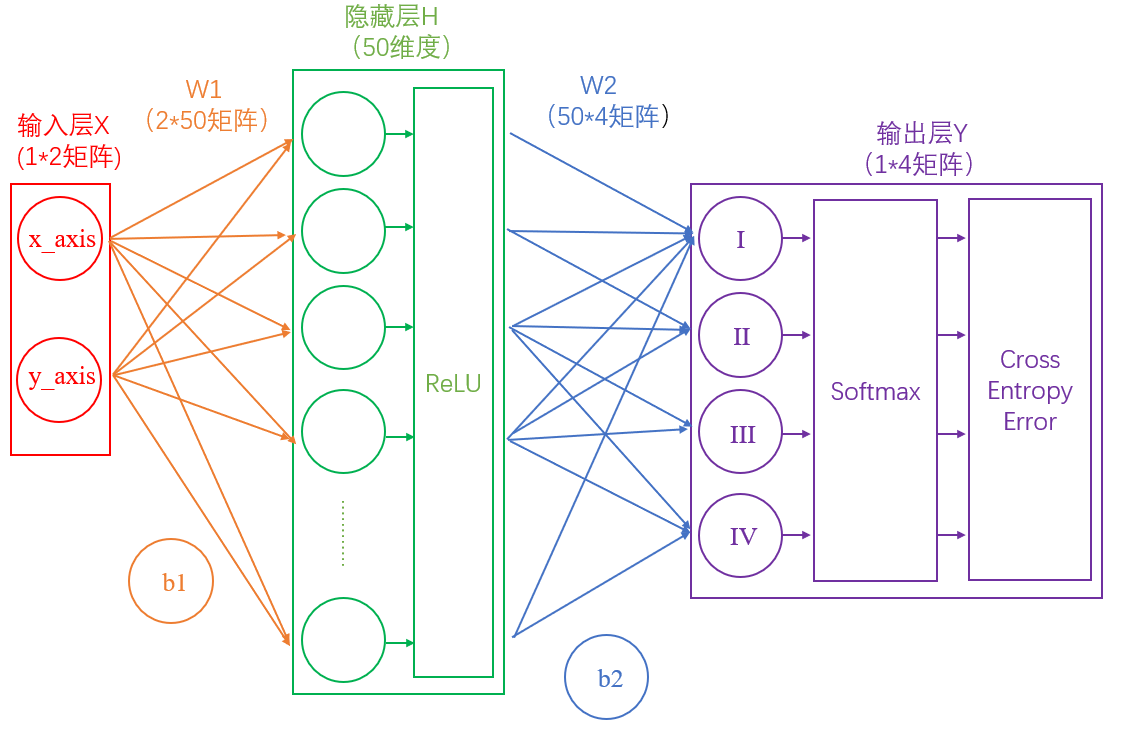 隐藏层H
（50维度）
W1
（2*50矩阵）
W2
（50*4矩阵）
输入层X
(1*2矩阵)
输出层Y
（1*4矩阵）
x_axis
y_axis
ReLU
I
II
III
IV
Softmax
Cross
Entropy
Error
b1
b2